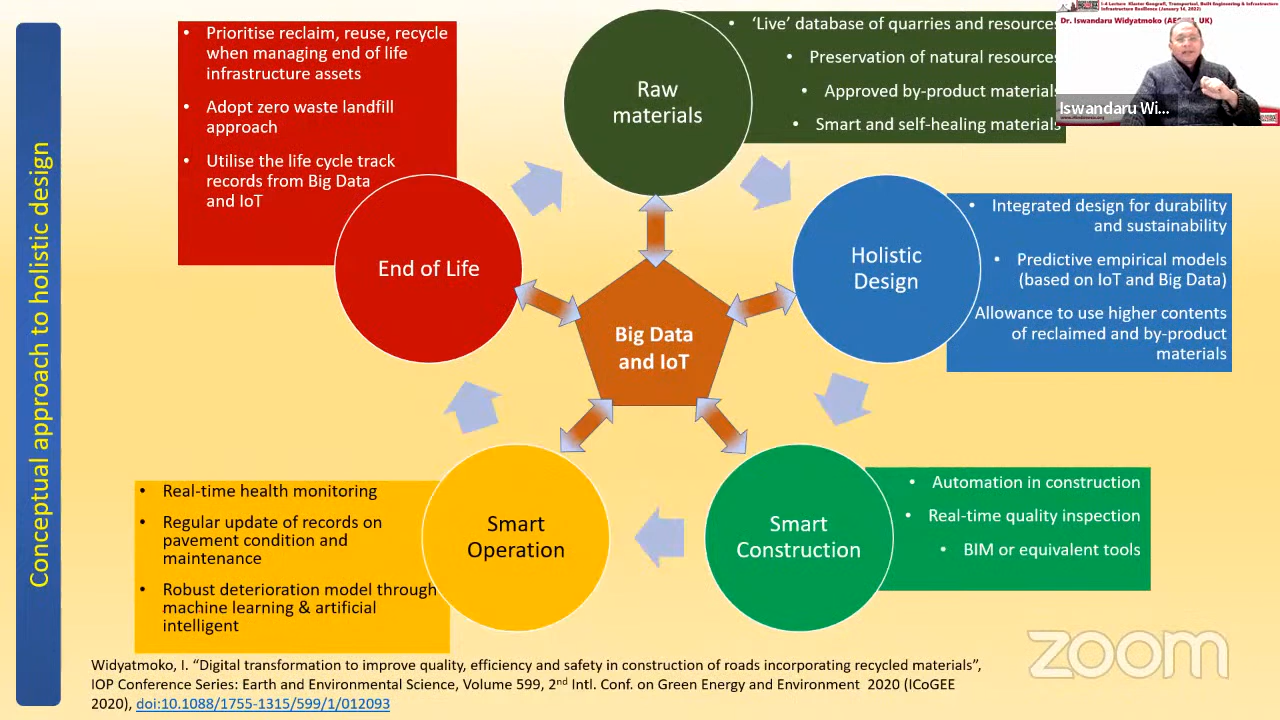 Conceptual approach to holistic design
• Prioritise reclaim, reuse, recycle
when managing end of life
infrastructure assets
• Adopt zero waste landfill
approach
• Utilise the life cycle track
records from Big Data
and IoT
End of Life
Raw
materials
• ‘Live’ database of quarries and resources
• Preservation of natural resources
• Approved by-product materials
• Smart and self-healing materials
Dr. Iswandaru Widyatmoko
UK)
Iswandaru Wi...
Holistic
Design
• Integrated design for durability
and sustainability
• Predictive empirical models
(based on IoT and Big Data)
Allowance to use higher contents
of reclaimed and by-product
materials
Big Data
and IoT
• Real-time health monitoring
• Regular update of records on
pavement condition and
maintenance
• Robust deterioration model through
machine learning & artificial
intelligent
Smart
Operation
Smart
Construction
• Automation in construction
• Real-time quality inspection
• BIM or equivalent tools
Widyatmoko, I. “Digital transformation to improve quality, efficiency and safety in construction of roads incorporating recycled materials”,
IOP Conference Series: Earth and Environmental Science, Volume 599, 2nd Intl. Conf. on Green Energy and Environment 2020 (ICoGEE
2020), doi:10.1088/1755-1315/599/1/012093
zoom